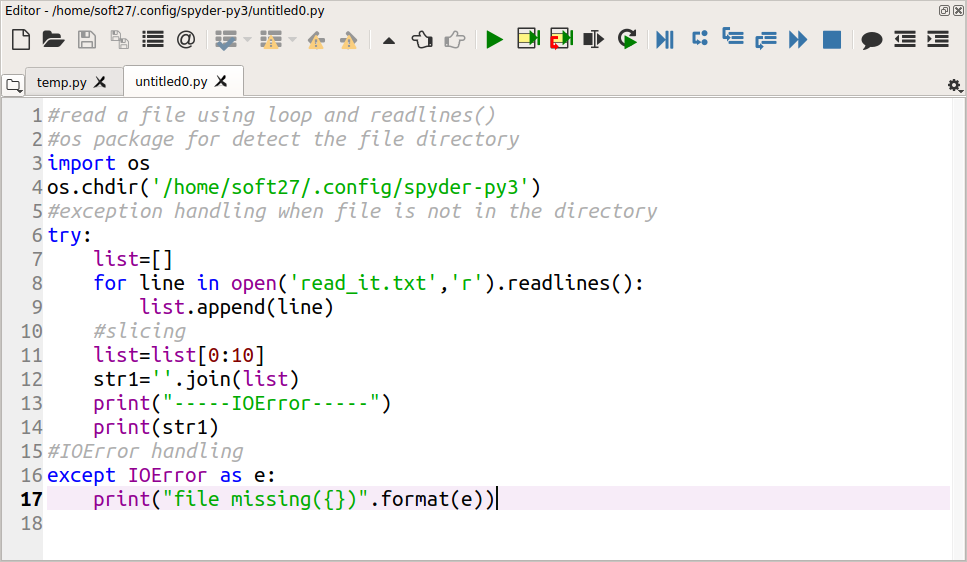 Editor - /home/soft27/.config/spyder-py3/untitled0.py
temp.py untitled0.py
1 #read a file using loop and readlines()
2 #os package for detect the file directory
3 import os
4 os.chdir('/home/soft27/.config/spyder-py3')
5 #exception handling when file is not in the directory
6 try:
7     list=[]
8     for line in open('read_it.txt','r').readlines():
9         list.append(line)
10     #slicing
11     list=list[0:10]
12     str1=''.join(list)
13     print("-----IOError-----")
14     print(str1)
15 #IOError handling
16 except IOError as e:
17     print("file missing({})".format(e))
18